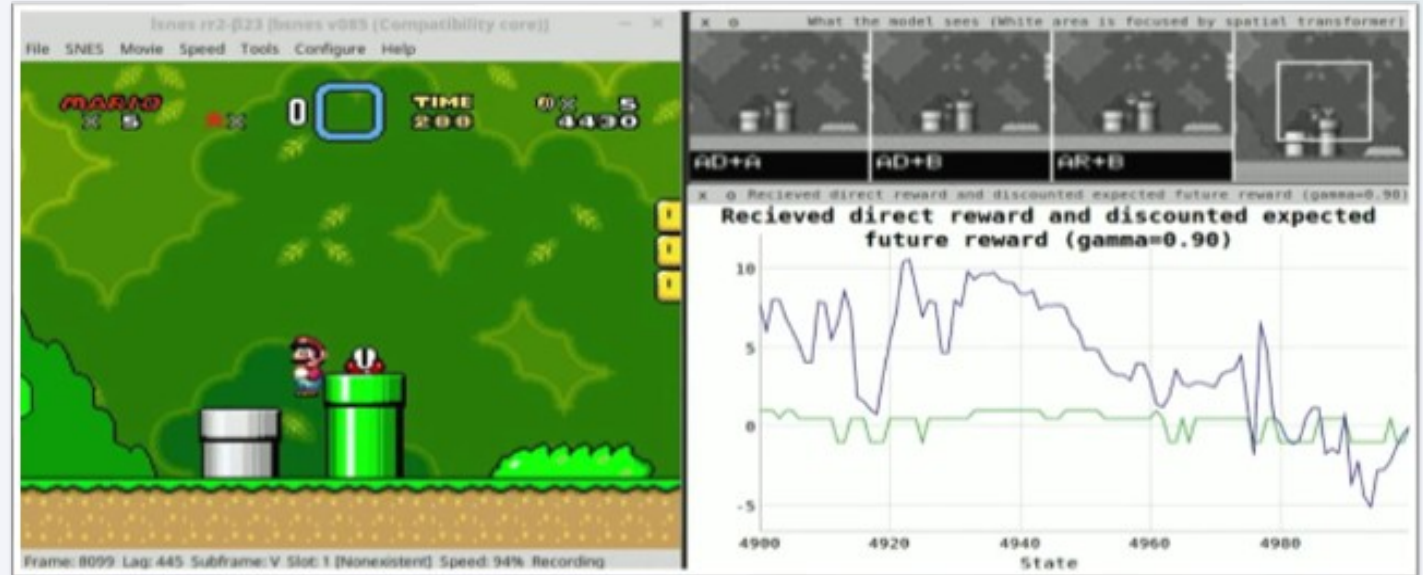 lsnes rr2-β23 [bsnes v085 (Compatibility core)]
File SNES Movie Speed Tools Configure Help
MARIO
x 5
x
0
TIME
200
x 5
4430
Frame: 8099 Lag: 445 Subframe: V Slot: 1 [Nonexistent] Speed: 94% Recording
x o What the model sees (White area is focused by spatial transformer)
AD+A
AD+B
AR+B
x o Recieved direct reward and discounted expected future reward (gamma=0.90)
Recieved direct reward and discounted expected
future reward (gamma=0.90)
10
5
0
-5
4900 4920 4940 4960 4980
State